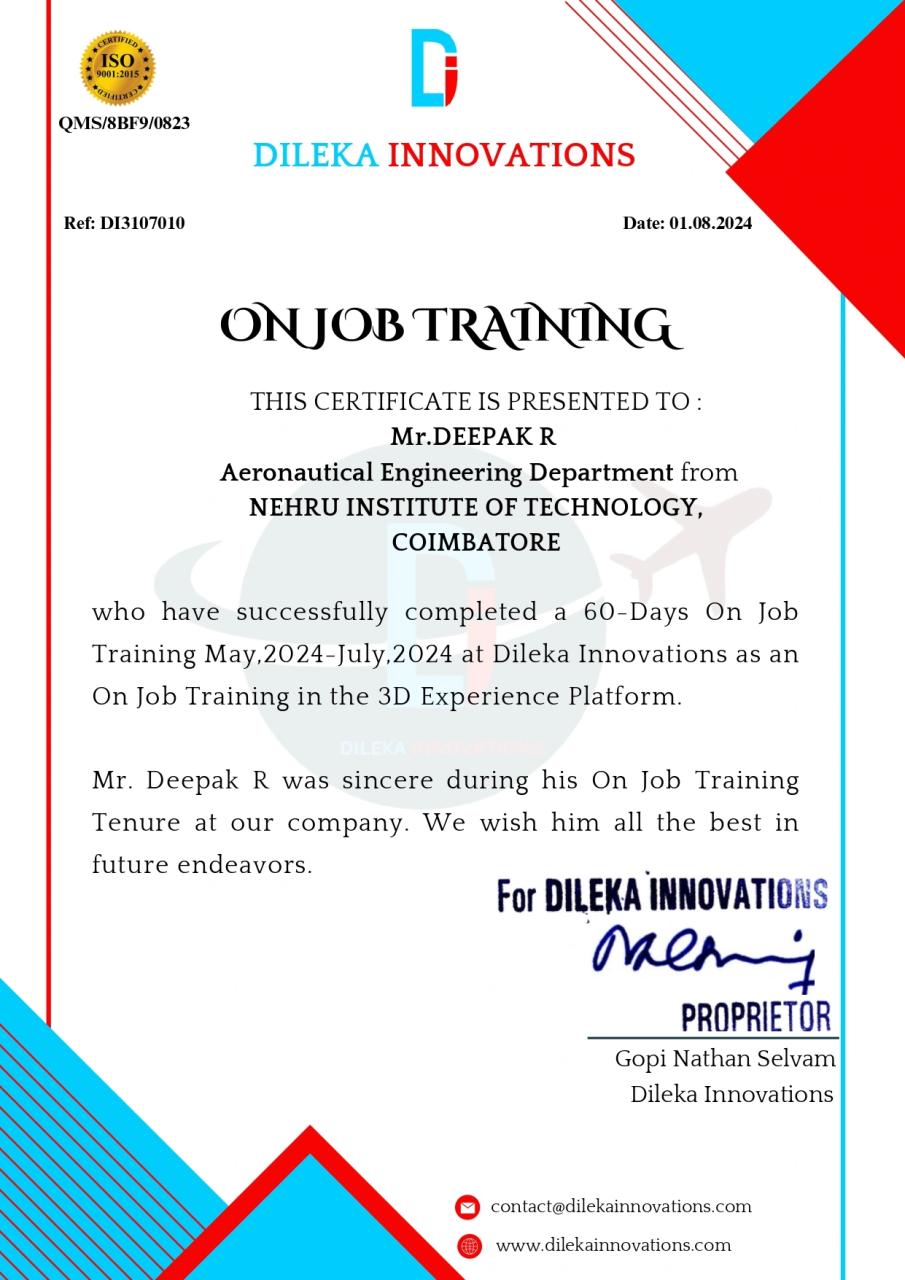 CERTIFIED
ISO
9001:2015
CERTIFIED
QMS/8BF9/0823
DILEKA INNOVATIONS
Ref: DI3107010
Date: 01.08.2024
ON JOB TRAINING
THIS CERTIFICATE IS PRESENTED TO :
Mr.DEEPAK R
Aeronautical Engineering Department from
NEHRU INSTITUTE OF TECHNOLOGY,
COIMBATORE
who have successfully completed a 60-Days On Job
Training May,2024-July,2024 at Dileka Innovations as an
On Job Training in the 3D Experience Platform.
DILEKA INNOVATIONS
Mr. Deepak R was sincere during his On Job Training
Tenure at our company. We wish him all the best in
future endeavors.
For DILEKA INNOVATIONS
PROPRIETOR
Gopi Nathan Selvam
Dileka Innovations
contact@dilekainnovations.com
www.dilekainnovations.com